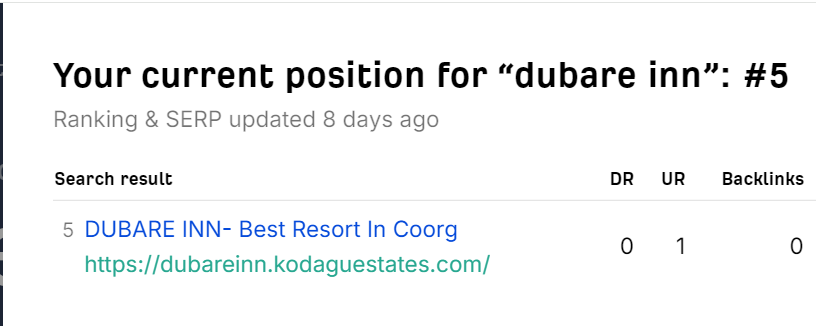 Your current position for “dubare inn”: #5
Ranking & SERP updated 8 days ago
Search result DR UR Backlinks
5 DUBARE INN- Best Resort In Coorg
https://dubareinn.kodaguestates.com/ 0 1 0